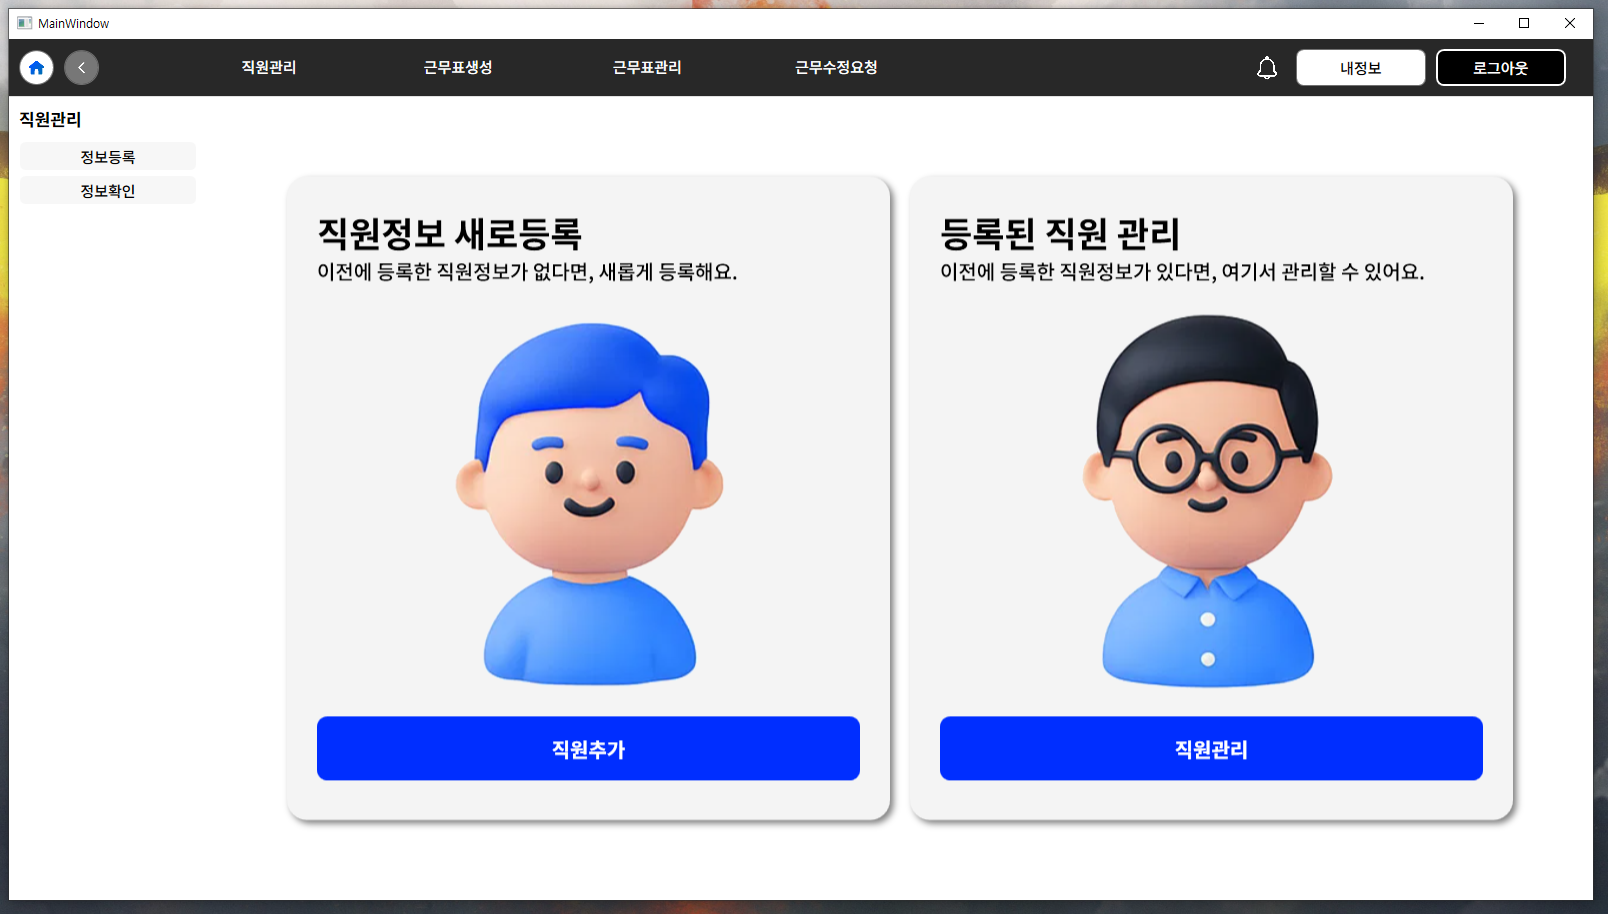 MainWindow
직원관리
근무표생성
근무표관리
근무수정요청
내정보
로그아웃
직원관리
정보등록
정보확인
직원정보 새로등록
이전에 등록한 직원정보가 없다면, 새롭게 등록해요.
직원추가
등록된 직원 관리
이전에 등록한 직원정보가 있다면, 여기서 관리할 수 있어요.
직원관리